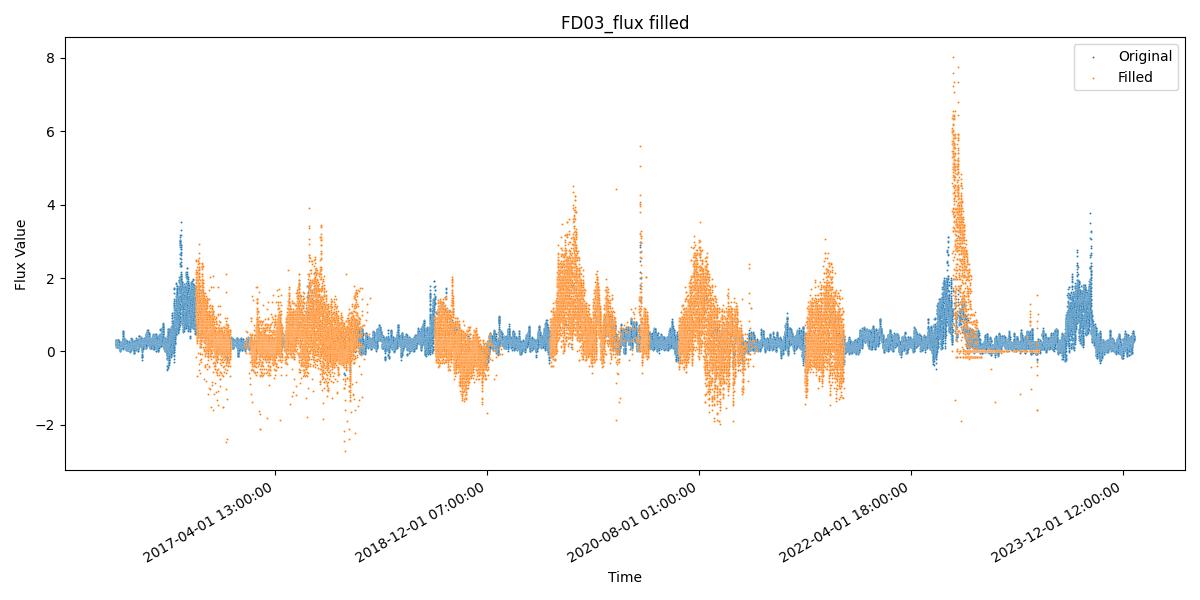 FD03_flux filled
Original
Filled
8
6
4
2
0
−2
Flux Value
2017-04-01 13:00:00
2018-12-01 07:00:00
2020-08-01 01:00:00
2022-04-01 18:00:00
2023-12-01 12:00:00
Time